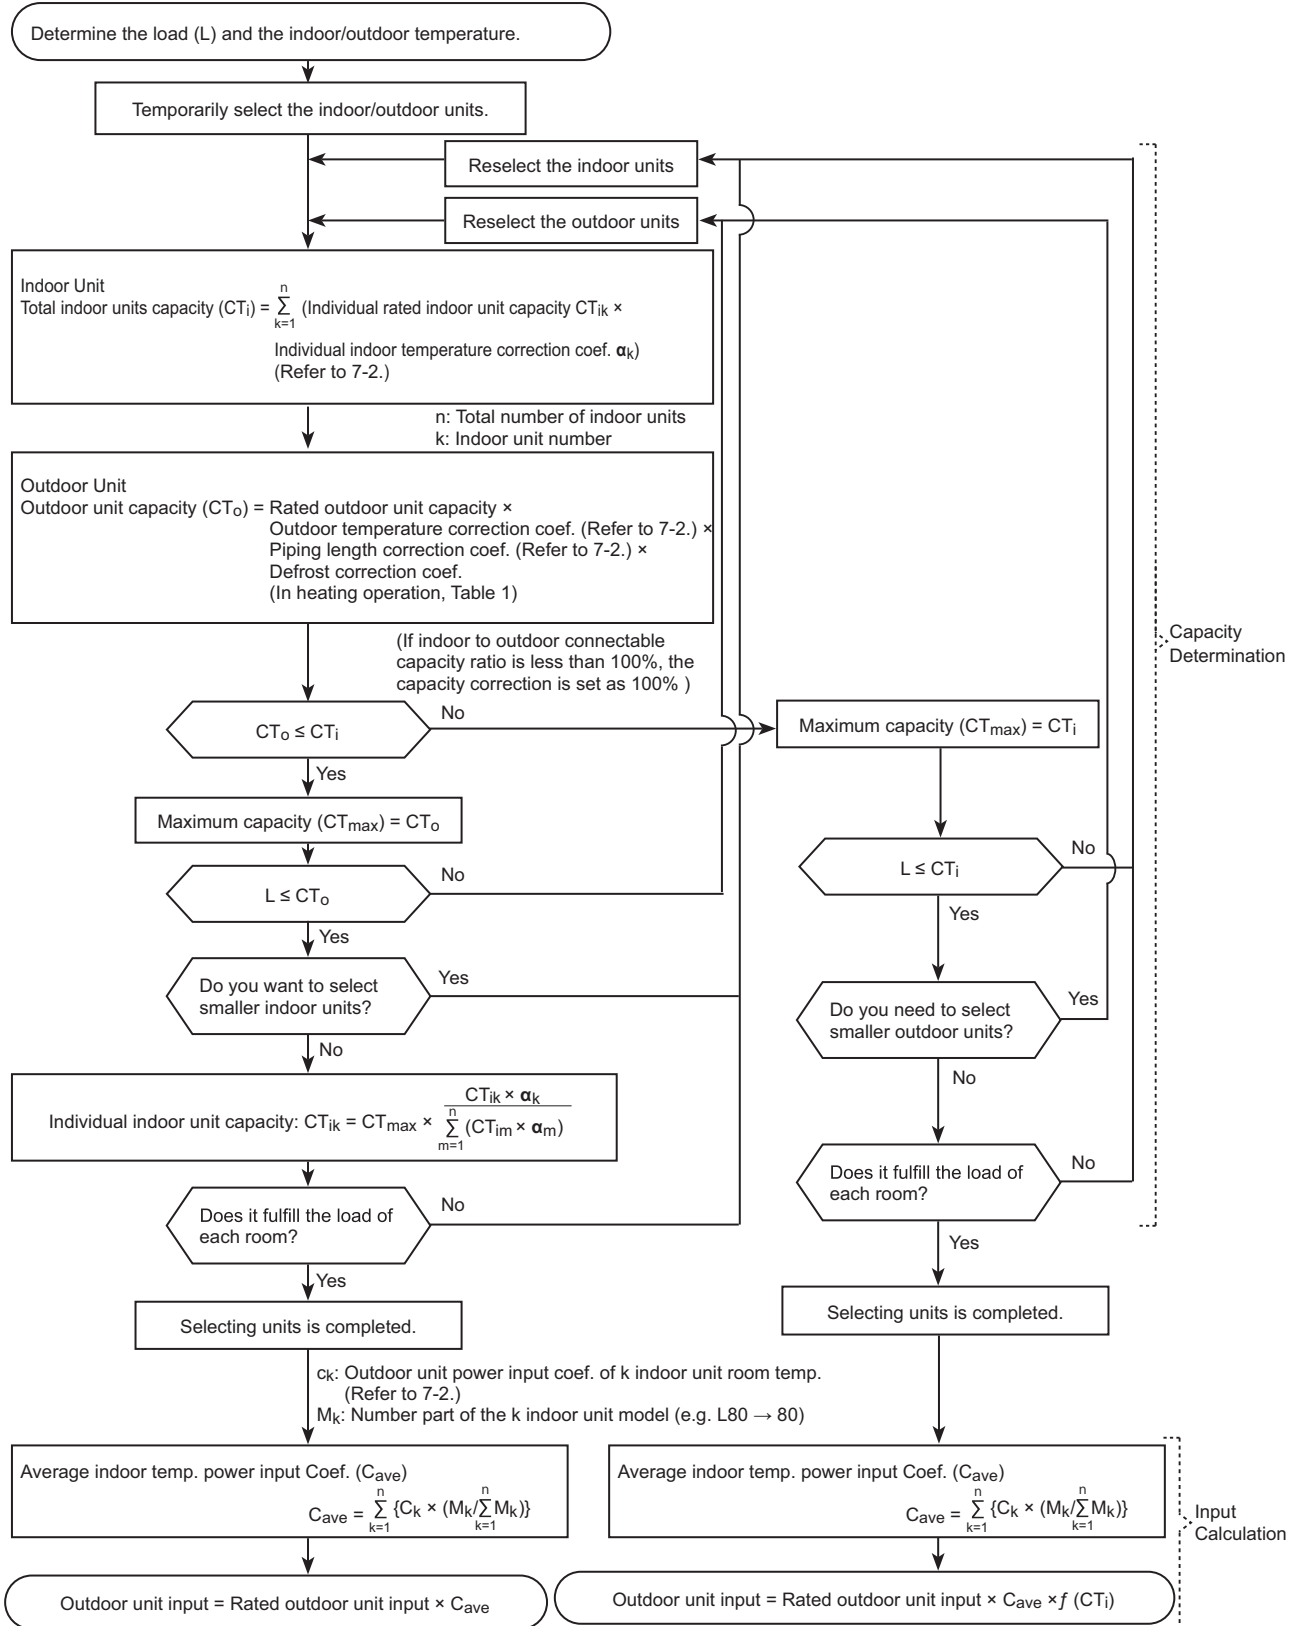 Determine the load (L) and the indoor/outdoor temperature.
Temporarily select the indoor/outdoor units.
Reselect the indoor units
Reselect the outdoor units
Indoor Unit
n
Total indoor units capacity (CTi) = Σ (Individual rated indoor unit capacity CTik ×
k=1
Individual indoor temperature correction coef. αk)
(Refer to 7-2.)
n: Total number of indoor units
k: Indoor unit number
Outdoor Unit
Outdoor unit capacity (CTo) = Rated outdoor unit capacity ×
Outdoor temperature correction coef. (Refer to 7-2.) ×
Piping length correction coef. (Refer to 7-2.) ×
Defrost correction coef.
(In heating operation, Table 1)
(If indoor to outdoor connectable
capacity ratio is less than 100%, the
capacity correction is set as 100% )
Capacity
Determination
CTo ≤ CTi
No
Yes
Maximum capacity (CTmax) = CTi
Maximum capacity (CTmax) = CTo
L ≤ CTo
No
Yes
L ≤ CTi
No
Yes
Do you want to select
smaller indoor units?
Yes
No
Do you need to select
smaller outdoor units?
Yes
No
CTik × αk
Individual indoor unit capacity: CTik = CTmax ×
n
Σ (CTim × αm)
m=1
Does it fulfill the load of
each room?
No
Yes
Does it fulfill the load of
each room?
No
Yes
Selecting units is completed.
Selecting units is completed.
ck: Outdoor unit power input coef. of k indoor unit room temp.
(Refer to 7-2.)
Mk: Number part of the k indoor unit model (e.g. L80 → 80)
Average indoor temp. power input Coef. (Cave)
n n
Cave = Σ {Ck × (Mk/ΣMk)}
k=1 k=1
Average indoor temp. power input Coef. (Cave)
n n
Cave = Σ {Ck × (Mk/ΣMk)}
k=1 k=1
Input
Calculation
Outdoor unit input = Rated outdoor unit input × Cave
Outdoor unit input = Rated outdoor unit input × Cave ×ƒ (CTi)